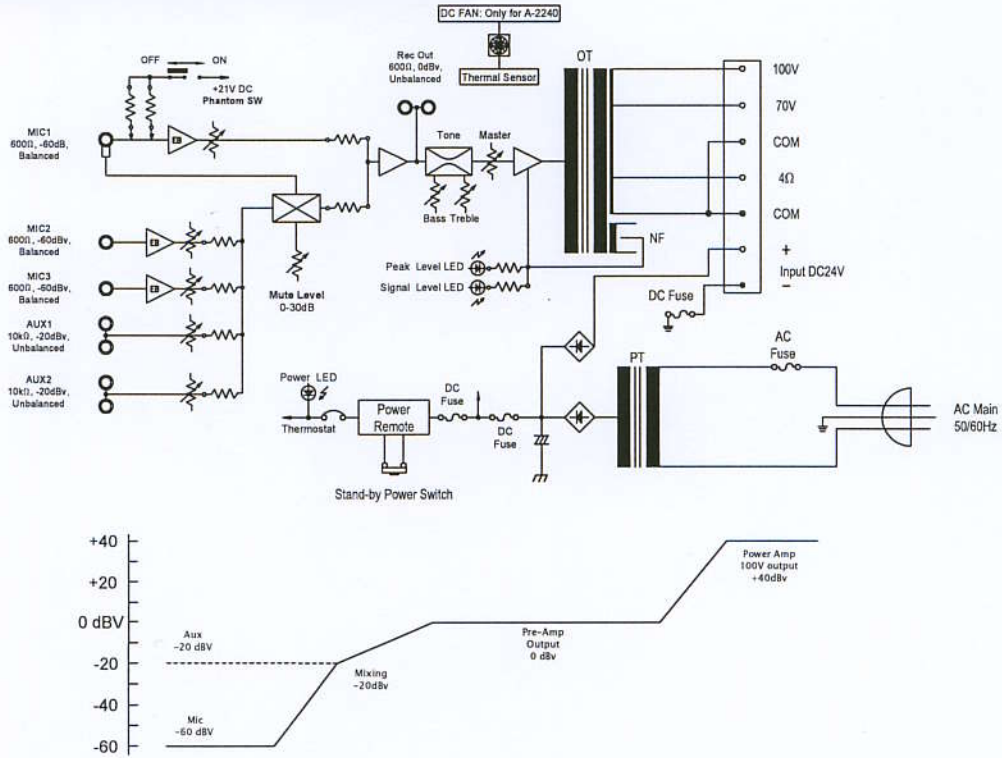 DC FAN: Only for A-2240
Thermal Sensor
OFF
ON
+21V DC
Phantom SW
Rec Out
600Ω, 0dBv,
Unbalanced
OT
100V
70V
COM
4Ω
COM
+
Input DC24V
−
MIC1
600Ω, -60dB,
Balanced
EB
Tone
Master
Bass Treble
MIC2
600Ω, -60dBv,
Balanced
EB
MIC3
600Ω, -60dBv,
Balanced
EB
Mute Level
0-30dB
NF
Peak Level LED
Signal Level LED
DC Fuse
AUX1
10kΩ, -20dBv,
Unbalanced
AUX2
10kΩ, -20dBv,
Unbalanced
Power LED
Thermostat
Power
Remote
DC
Fuse
DC
Fuse
PT
AC
Fuse
AC Main
50/60Hz
Stand-by Power Switch
+40
+20
0 dBV
-20
-40
-60
Aux
-20 dBV
Mic
-60 dBV
Mixing
-20dBv
Pre-Amp
Output
0 dBv
Power Amp
100V output
+40dBv